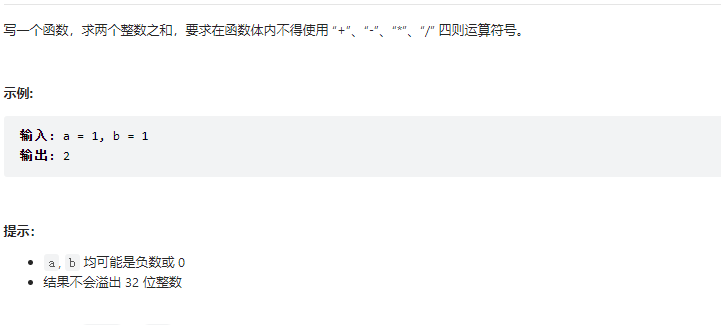 写一个函数，求两个整数之和，要求在函数体内不得使用 “+”、“-”、“*”、“/” 四则运算符号。
示例:
输入: a = 1, b = 1
输出: 2
提示：
a, b 均可能是负数或 0
结果不会溢出 32 位整数